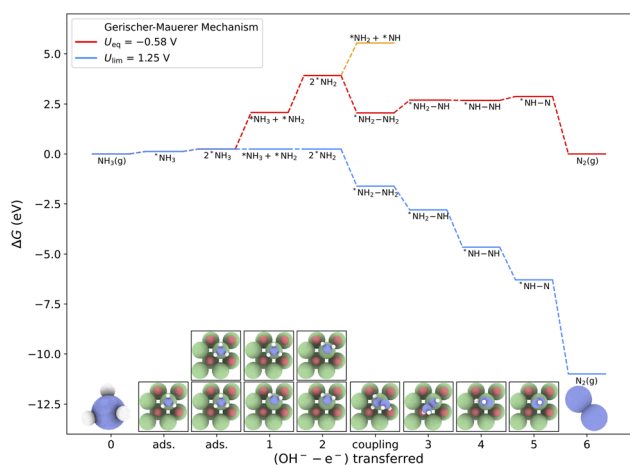 Gerischer-Mauerer Mechanism
U_eq = −0.58 V
U_lim = 1.25 V
ΔG (eV)
5.0
2.5
0.0
−2.5
−5.0
−7.5
−10.0
−12.5
*NH₂ + *NH
2*NH₂
*NH₃ + *NH₂
*NH₂−NH₂
*NH₂−NH
*NH−NH
*NH−N
NH₃(g)
*NH₃
2*NH₃
*NH₃ + *NH₂
2*NH₂
N₂(g)
*NH₂−NH₂
*NH₂−NH
*NH−NH
*NH−N
N₂(g)
0 ads. ads. 1 2 coupling 3 4 5 6
(OH⁻ − e⁻) transferred